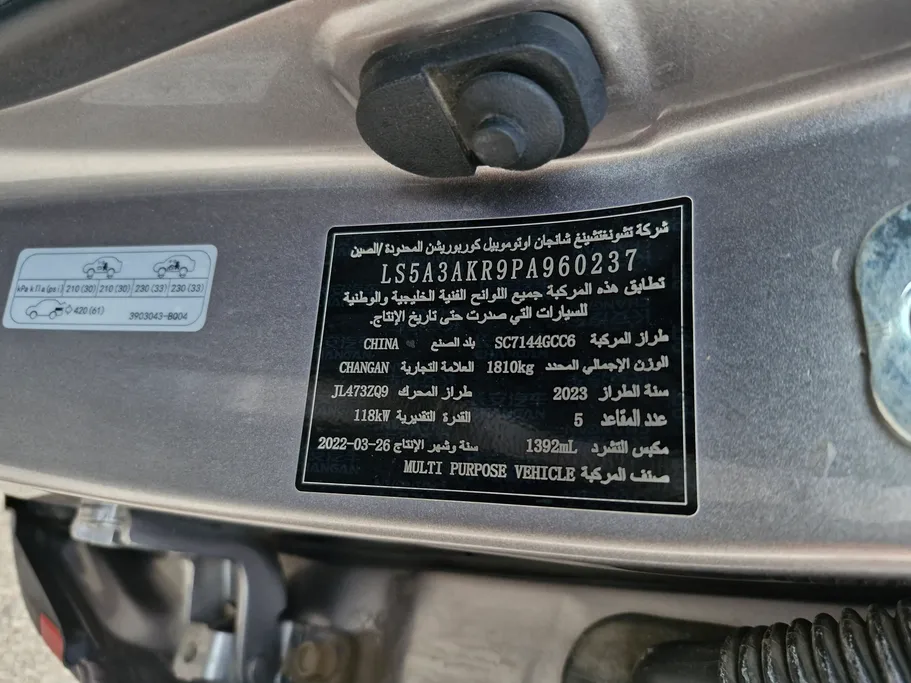 شركة تشونغتشينغ شانجان اوتوموبيل كوربوريشن المحدودة /الصين
LS5A3AKR9PA960237
تطابق هذه المركبة جميع اللوائح الفنية الخليجية والوطنية
للسيارات التي صدرت حتى تاريخ الإنتاج.
طراز المركبة SC7144GCC6 بلد الصنع CHINA
الوزن الإجمالي المحدد 1810kg العلامة التجارية CHANGAN
سنة الطراز 2023 طراز المحرك JL473ZQ9
عدد المقاعد 5 القدرة التقديرية 118kW
مكبس التشرد 1392mL سنة وشهر الإنتاج 2022-03-26
صنف المركبة MULTI PURPOSE VEHICLE
210 (30) 210 (30) 230 (33) 230 (33)
420 (61) 3903043-BQ04